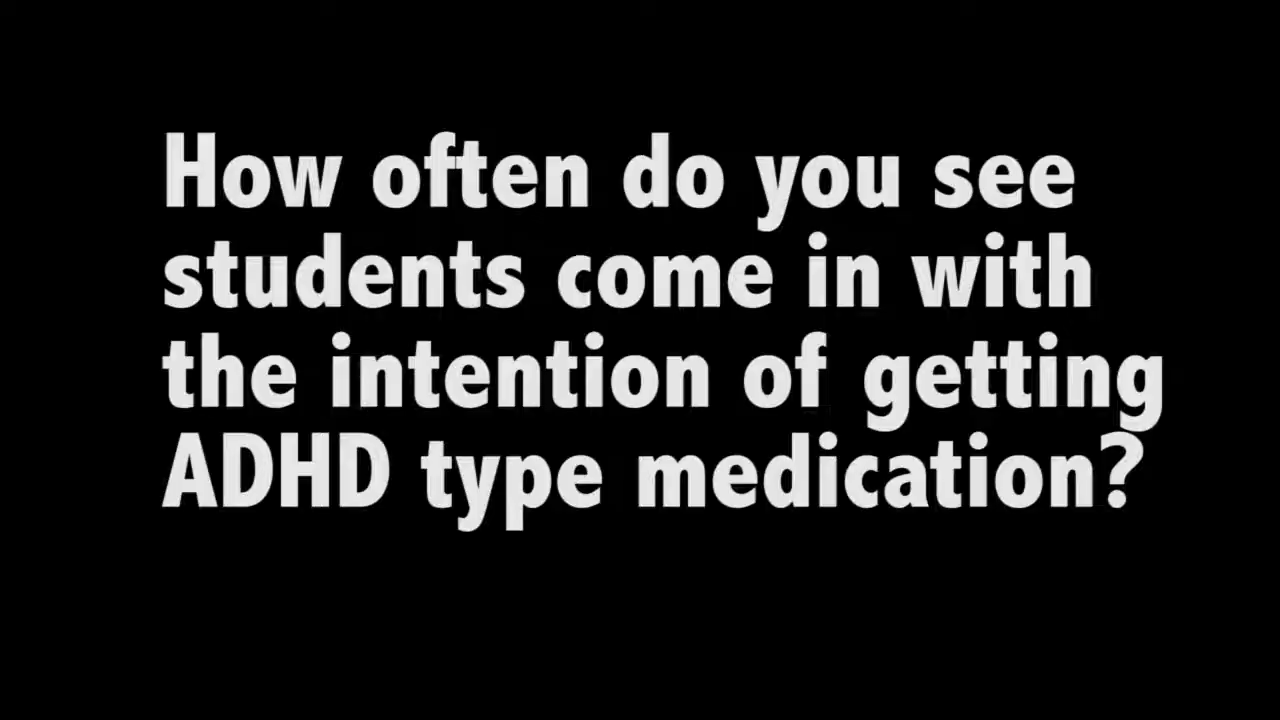 How often do you see
students come in with
the intention of getting
ADHD type medication?